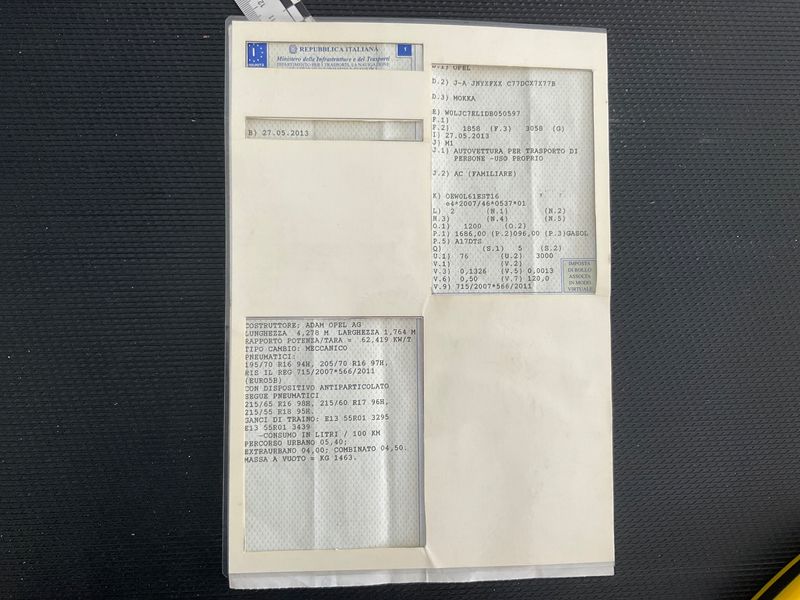 REPUBBLICA ITALIANA
Ministero delle Infrastrutture e dei Trasporti
DIPARTIMENTO PER I TRASPORTI, LA NAVIGAZIONE
B) 27.05.2013
D.1) OPEL
D.2) J-A JNYXFXX C77DCX7X77B
D.3) MOKKA
E) W0LJC7EL1DB050597
F.1)
F.2) 1858 (F.3) 3058 (G)
I) 27.05.2013
J) M1
J.1) AUTOVETTURA PER TRASPORTO DI
PERSONE -USO PROPRIO
J.2) AC (FAMILIARE)
K) OEW0L61EST16
e4*2007/46*0537*01
L) 2 (N.1) (N.2)
N.3) (N.4) (N.5)
O.1) 1200 (O.2)
P.1) 1686,00 (P.2)096,00 (P.3)GASOL
P.5) A17DTS
Q) (S.1) 5 (S.2)
U.1) 76 (U.2) 3000
V.1) (V.2)
V.3) 0,1326 (V.5) 0,0013
V.6) 0,50 (V.7) 120,0
V.9) 715/2007*566/2011
IMPOSTA
DI BOLLO
ASSOLTA
IN MODO
VIRTUALE
COSTRUTTORE: ADAM OPEL AG
LUNGHEZZA 4,278 M LARGHEZZA 1,764 M
RAPPORTO POTENZA/TARA = 62,419 KW/T
TIPO CAMBIO: MECCANICO
PNEUMATICI:
195/70 R16 94H, 205/70 R16 97H,
RIS IL REG 715/2007*566/2011
(EURO5B)
CON DISPOSITIVO ANTIPARTICOLATO
SEGUE PNEUMATICI
215/65 R16 98H, 215/60 R17 96H,
215/55 R18 95H.
GANCI DI TRAINO: E13 55R01 3295
E13 55R01 3439
-CONSUMO IN LITRI / 100 KM
PERCORSO URBANO 05,40;
EXTRAURBANO 04,00; COMBINATO 04,50.
MASSA A VUOTO = KG 1463.